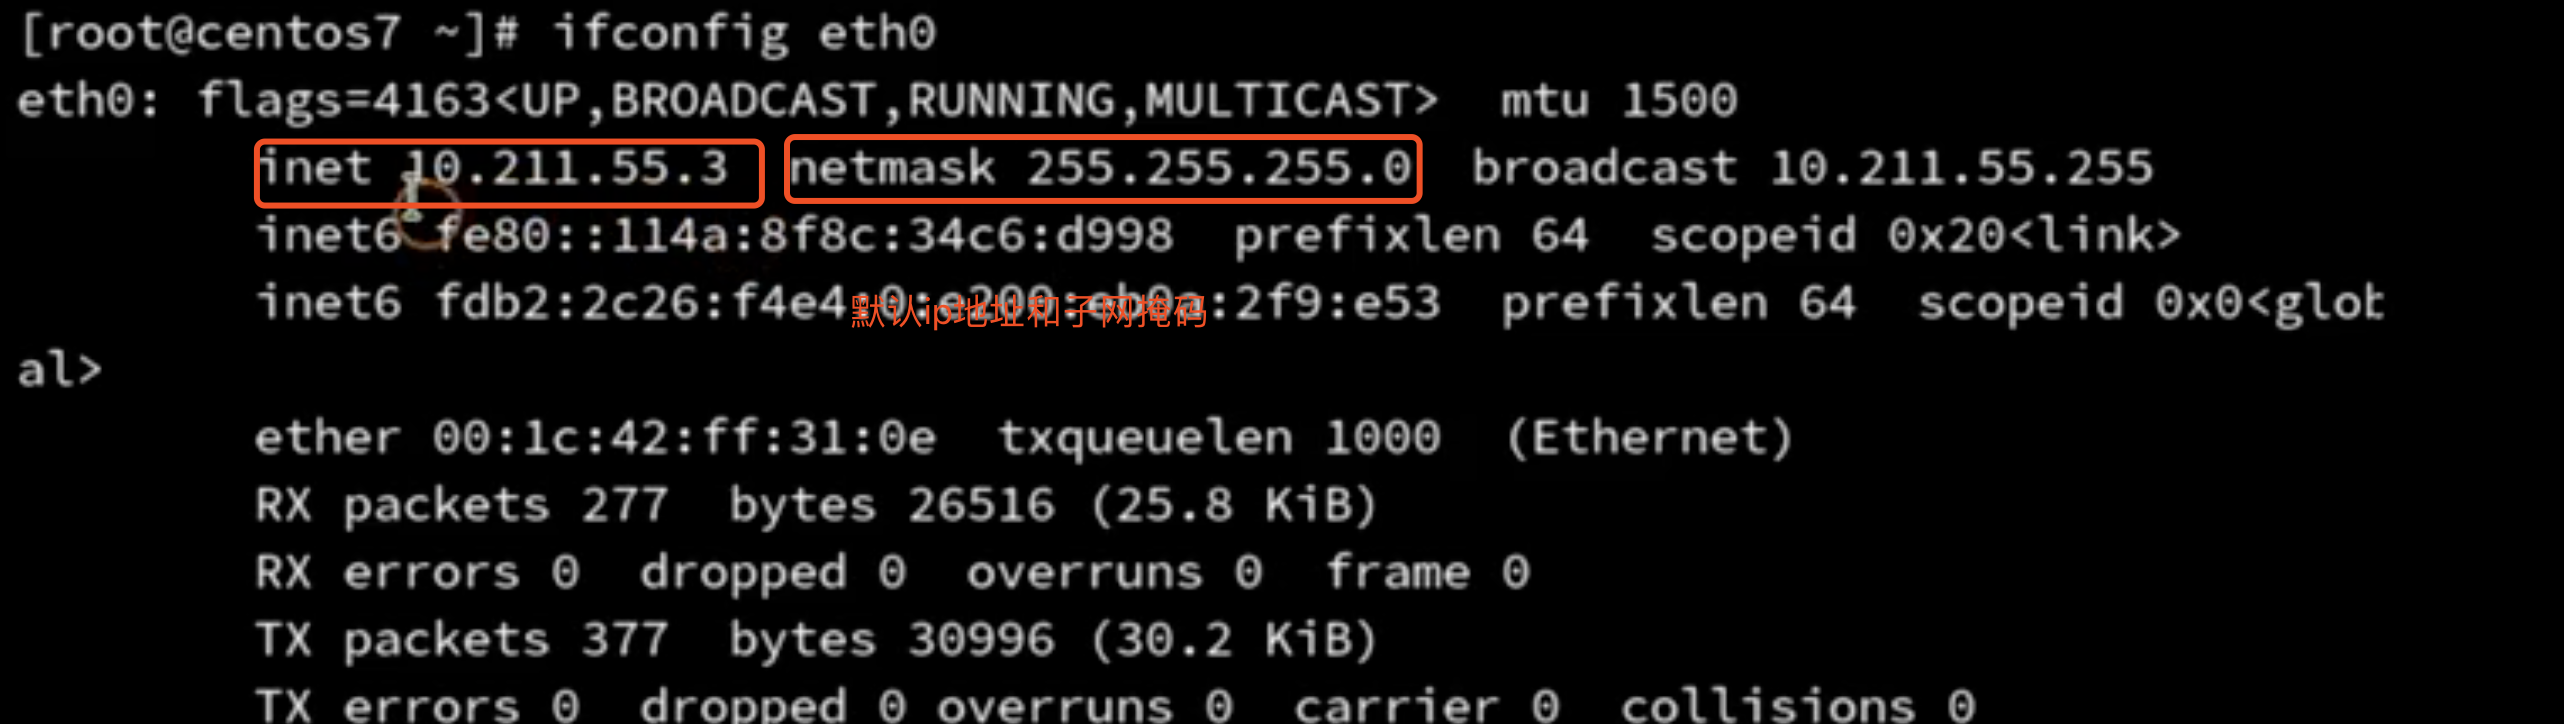 [root@centos7 ~]# ifconfig eth0
eth0: flags=4163<UP,BROADCAST,RUNNING,MULTICAST>  mtu 1500
inet 10.211.55.3  netmask 255.255.255.0  broadcast 10.211.55.255
inet6 fe80::114a:8f8c:34c6:d998  prefixlen 64  scopeid 0x20<link>
inet6 fdb2:2c26:f4e4:0:  :2f9:e53  prefixlen 64  scopeid 0x0<glob
默认ip地址和子网掩码
al>
ether 00:1c:42:ff:31:0e  txqueuelen 1000  (Ethernet)
RX packets 277  bytes 26516 (25.8 KiB)
RX errors 0  dropped 0  overruns 0  frame 0
TX packets 377  bytes 30996 (30.2 KiB)
TX errors 0  dropped 0 overruns 0  carrier 0  collisions 0